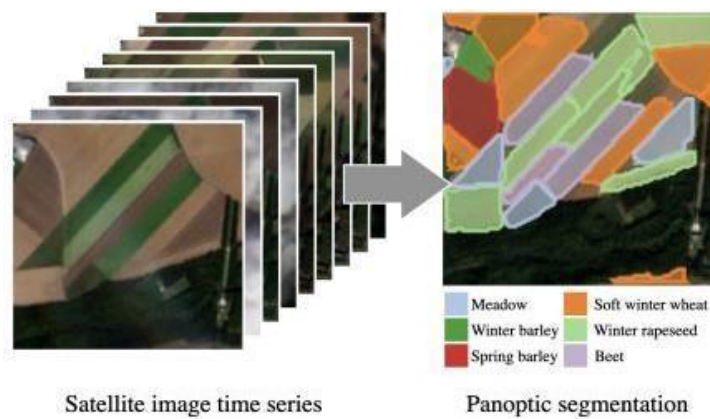 Meadow
Soft winter wheat
Winter barley
Winter rapeseed
Spring barley
Beet
Satellite image time series
Panoptic segmentation